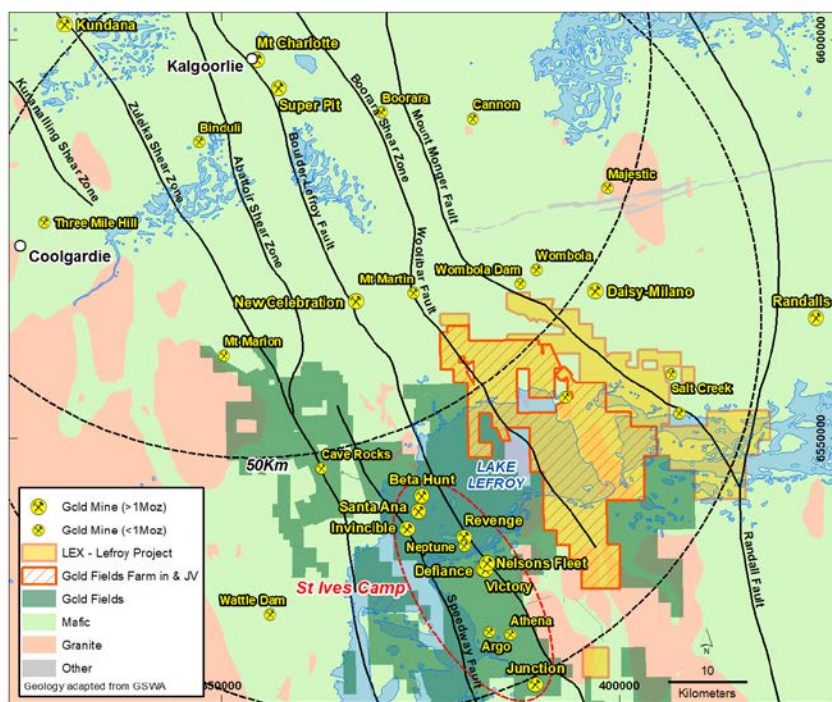 Kundana
Mt Charlotte
Kalgoorlie
Super Pit
Boorara
Cannon
Binduli
Kunanalling Shear Zone
Zuleika Shear Zone
Abattoir Shear Zone
Boulder Lefroy Fault
Boorara Shear Zone
Mount Monger Fault
6600000
Majestic
Three Mile Hill
Coolgardie
Woolibar Fault
Wombola
Wombola Dam
Mt Martin
Daisy-Milano
New Celebration
Randalls
Mt Marion
Salt Creek
6550000
50Km
Cave Rocks
LAKE
LEFROY
Beta Hunt
Santa Ana
Invincible
Revenge
Neptune
Nelsons Fleet
Defiance
Victory
St Ives Camp
Speedway Fault
Randall Fault
Wattle Dam
Athena
Argo
Junction
Gold Mine (>1Moz)
Gold Mine (<1Moz)
LEX - Lefroy Project
Gold Fields Farm in & JV
Gold Fields
Mafic
Granite
Other
Geology adapted from GSWA
350000
400000
N
10
Kilometers